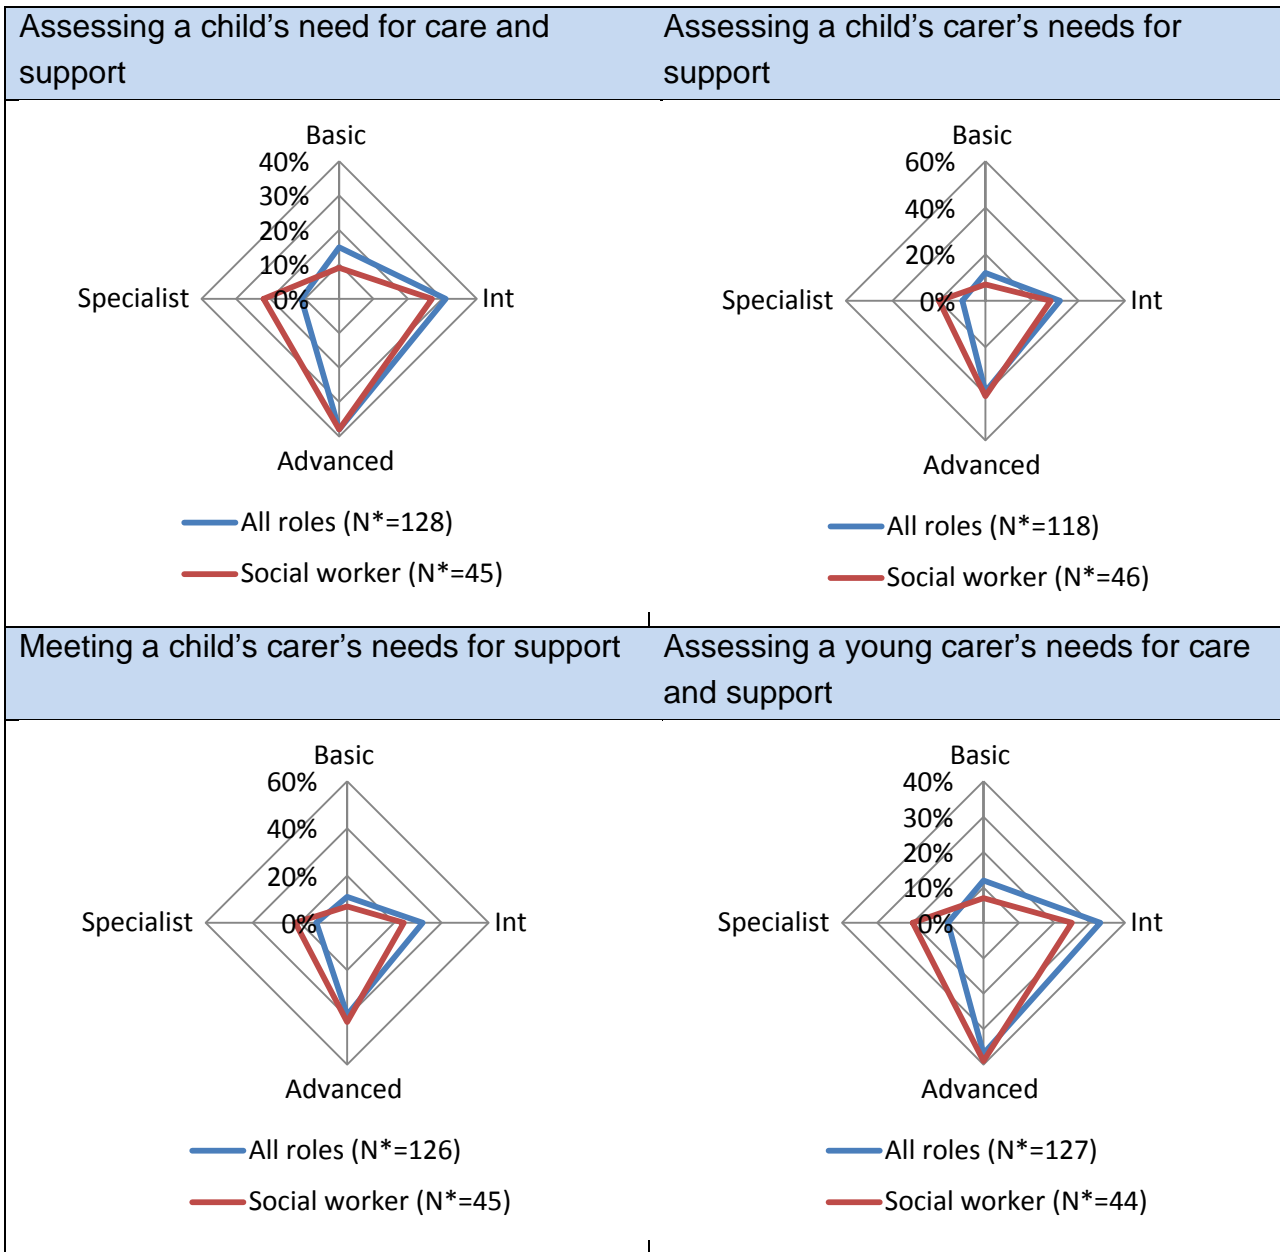 Assessing a child's need for care and
support
Assessing a child's carer's needs for
support
Basic
40%
30%
20%
10%
0%
Specialist
Int
Advanced
All roles (N*=128)
Social worker (N*=45)
Basic
60%
40%
20%
0%
Specialist
Int
Advanced
All roles (N*=118)
Social worker (N*=46)
Meeting a child's carer's needs for support
Assessing a young carer's needs for care
and support
Basic
60%
40%
20%
0%
Specialist
Int
Advanced
All roles (N*=126)
Social worker (N*=45)
Basic
40%
30%
20%
10%
0%
Specialist
Int
Advanced
All roles (N*=127)
Social worker (N*=44)